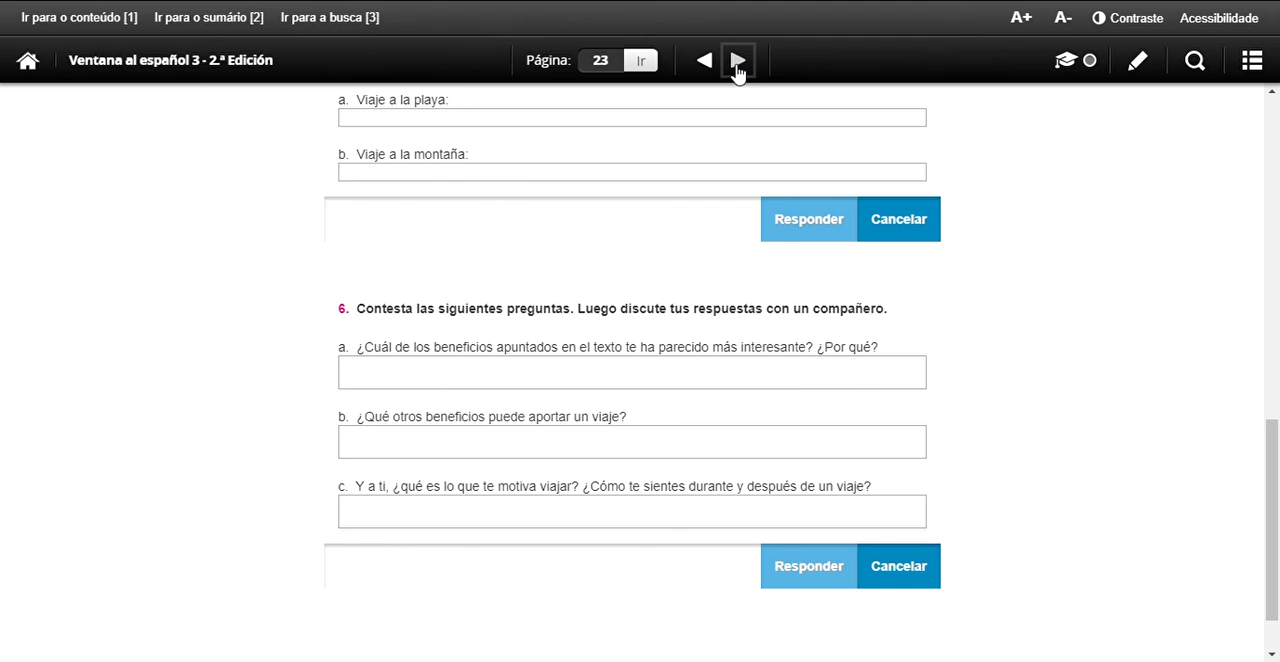 Ir para o conteúdo [1] Ir para o sumário [2] Ir para a busca [3] A+ A- Contraste Acessibilidade
Ventana al español 3 - 2.ª Edición Página: 23 Ir
a. Viaje a la playa:
b. Viaje a la montaña:
Responder Cancelar
6. Contesta las siguientes preguntas. Luego discute tus respuestas con un compañero.
a. ¿Cuál de los beneficios apuntados en el texto te ha parecido más interesante? ¿Por qué?
b. ¿Qué otros beneficios puede aportar un viaje?
c. Y a ti, ¿qué es lo que te motiva viajar? ¿Cómo te sientes durante y después de un viaje?
Responder Cancelar